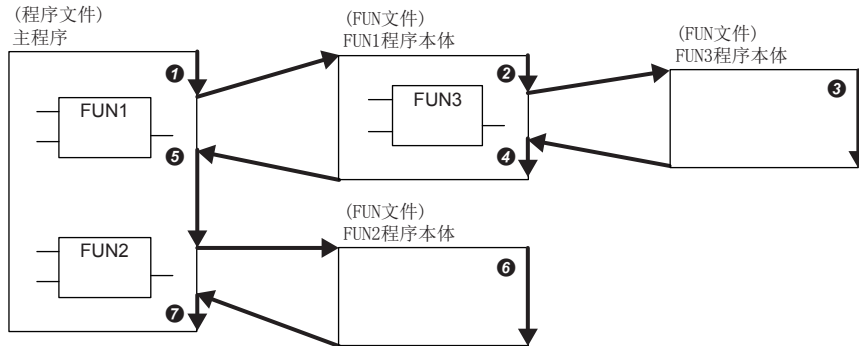 (程序文件)
主程序
❶
FUN1
❺
FUN2
❼
(FUN文件)
FUN1程序本体
❷
FUN3
❹
(FUN文件)
FUN3程序本体
❸
(FUN文件)
FUN2程序本体
❻